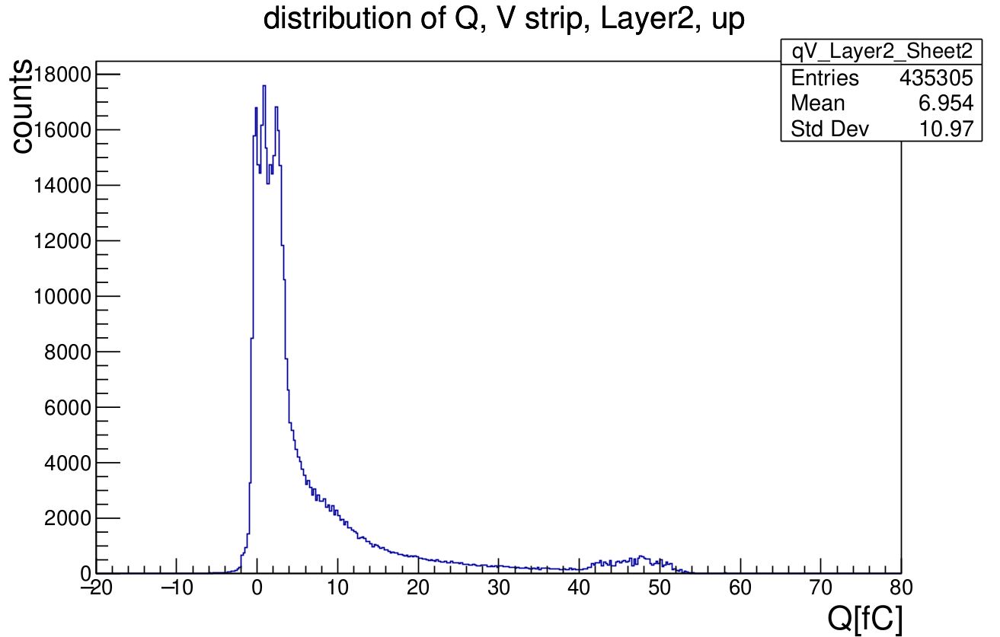 distribution of Q, V strip, Layer2, up
qV_Layer2_Sheet2
Entries 435305
Mean 6.954
Std Dev 10.97
counts
18000
16000
14000
12000
10000
8000
6000
4000
2000
0
−20 −10 0 10 20 30 40 50 60 70 80
Q[fC]